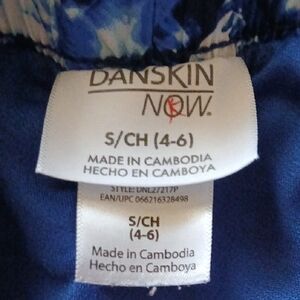 DANSKIN
NOW.
S/CH (4-6)
MADE IN CAMBODIA
HECHO EN CAMBOYA
STYLE: DNL27217P
EAN/UPC 066216328498
S/CH
(4-6)
Made in Cambodia
Hecho en Camboya